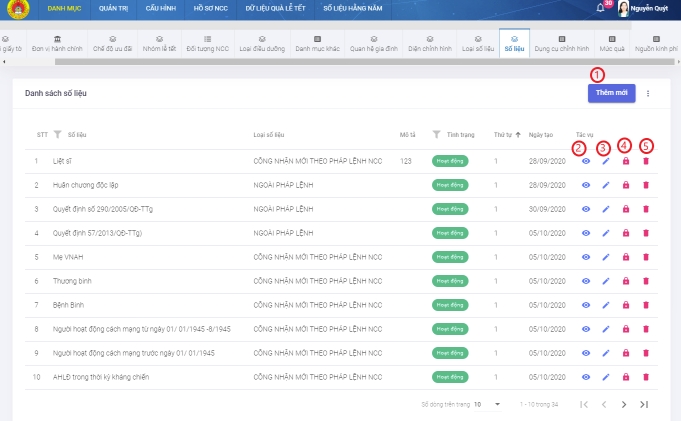 DANH MỤC QUẢN TRỊ CẤU HÌNH HỒ SƠ NCC DỮ LIỆU QUÀ LỄ TẾT SỐ LIỆU HẰNG NĂM 30 Nguyễn Quýt
i giấy tờ Đơn vị hành chính Chế độ ưu đãi Nhóm lễ tết Đối tượng NCC Loại điều dưỡng Danh mục khác Quan hệ gia đình Diện chỉnh hình Loại số liệu Số liệu Dụng cụ chỉnh hình Mức quà Nguồn kinh phí
1
Danh sách số liệu Thêm mới
STT Số liệu Loại số liệu Mô tả Tình trạng Thứ tự Ngày tạo Tác vụ
2 3 4 5
1 Liệt sĩ CÔNG NHẬN MỚI THEO PHÁP LỆNH NCC 123 Hoạt động 1 28/09/2020
2 Huân chương độc lập NGOÀI PHÁP LỆNH Hoạt động 1 28/09/2020
3 Quyết định số 290/2005/QĐ-TTg NGOÀI PHÁP LỆNH Hoạt động 1 30/09/2020
4 Quyết định 57/2013/QĐ-TTg) NGOÀI PHÁP LỆNH Hoạt động 1 05/10/2020
5 Mẹ VNAH CÔNG NHẬN MỚI THEO PHÁP LỆNH NCC Hoạt động 1 05/10/2020
6 Thương binh CÔNG NHẬN MỚI THEO PHÁP LỆNH NCC Hoạt động 1 05/10/2020
7 Bệnh Binh CÔNG NHẬN MỚI THEO PHÁP LỆNH NCC Hoạt động 1 05/10/2020
8 Người hoạt động cách mạng từ ngày 01/ 01/1945 -8/1945 CÔNG NHẬN MỚI THEO PHÁP LỆNH NCC Hoạt động 1 05/10/2020
9 Người hoạt động cách mạng trước ngày 01/ 01/1945 CÔNG NHẬN MỚI THEO PHÁP LỆNH NCC Hoạt động 1 05/10/2020
10 AHLĐ trong thời kỳ kháng chiến CÔNG NHẬN MỚI THEO PHÁP LỆNH NCC Hoạt động 1 05/10/2020
Số dòng trên trang 10 1 - 10 trong 34